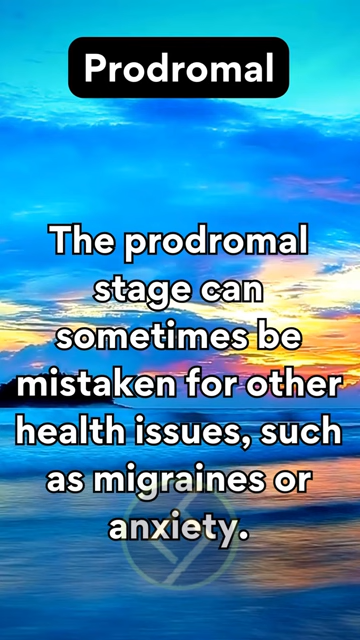 Prodromal
The prodromal
stage can
sometimes be
mistaken for other
health issues, such
as migraines or
anxiety.